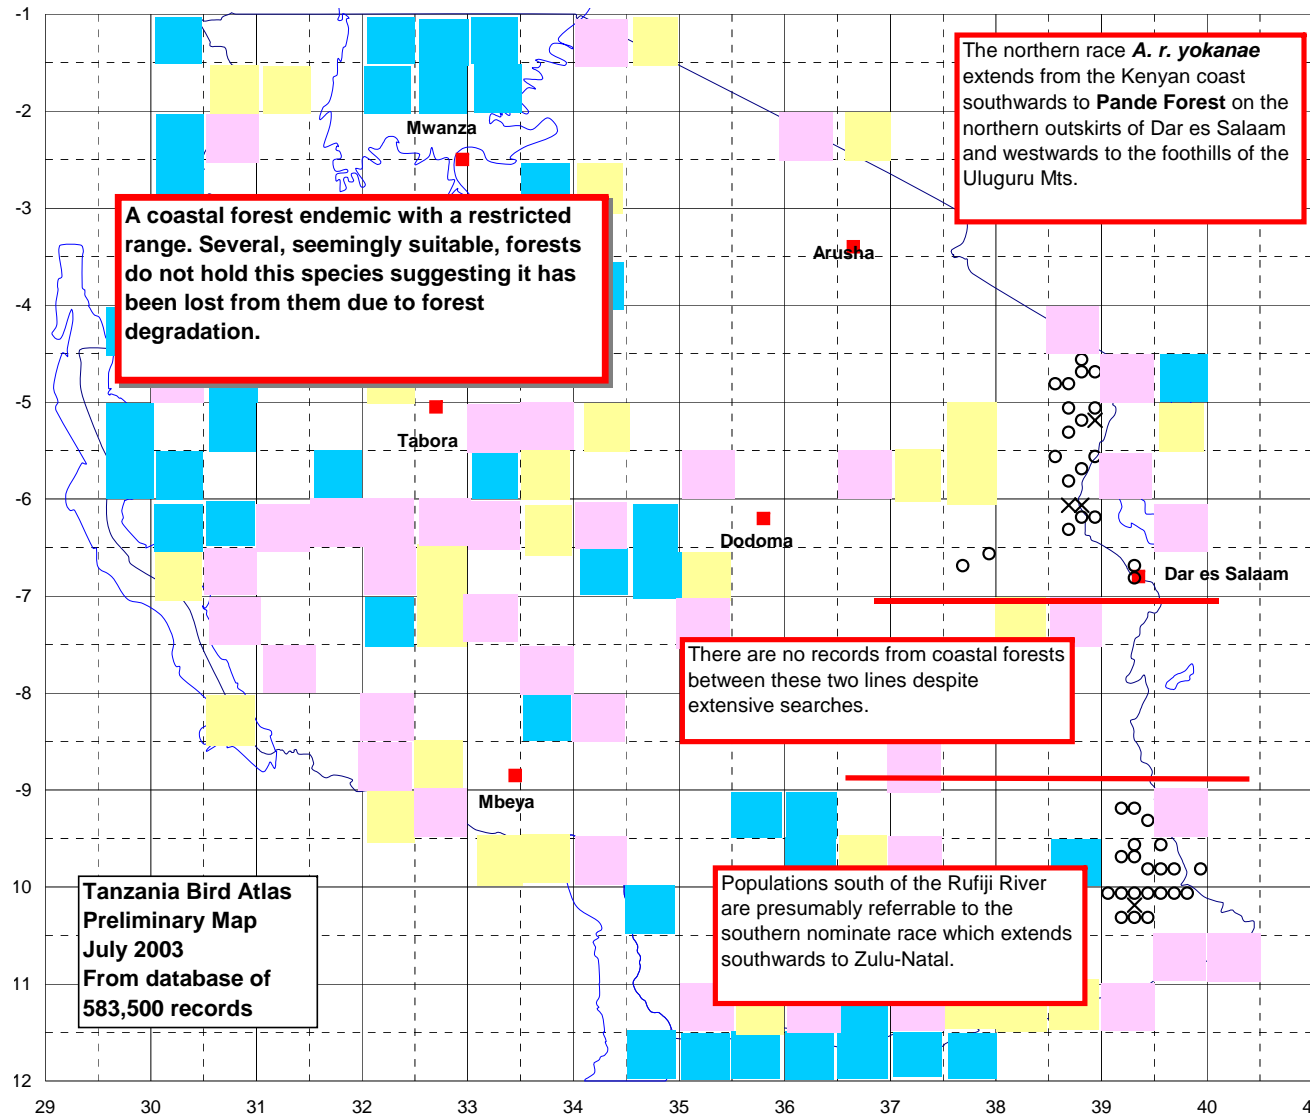 -1
-2
-3
-4
-5
-6
-7
-8
-9
10
11
12
29
30
31
32
33
34
35
36
37
38
39
40
The northern race A. r. yokanae
extends from the Kenyan coast
southwards to Pande Forest on the
northern outskirts of Dar es Salaam
and westwards to the foothills of the
Uluguru Mts.
Mwanza
A coastal forest endemic with a restricted
range. Several, seemingly suitable, forests
do not hold this species suggesting it has
been lost from them due to forest
degradation.
Arusha
Tabora
Dodoma
Dar es Salaam
There are no records from coastal forests
between these two lines despite
extensive searches.
Mbeya
Populations south of the Rufiji River
are presumably referrable to the
southern nominate race which extends
southwards to Zulu-Natal.
Tanzania Bird Atlas
Preliminary Map
July 2003
From database of
583,500 records